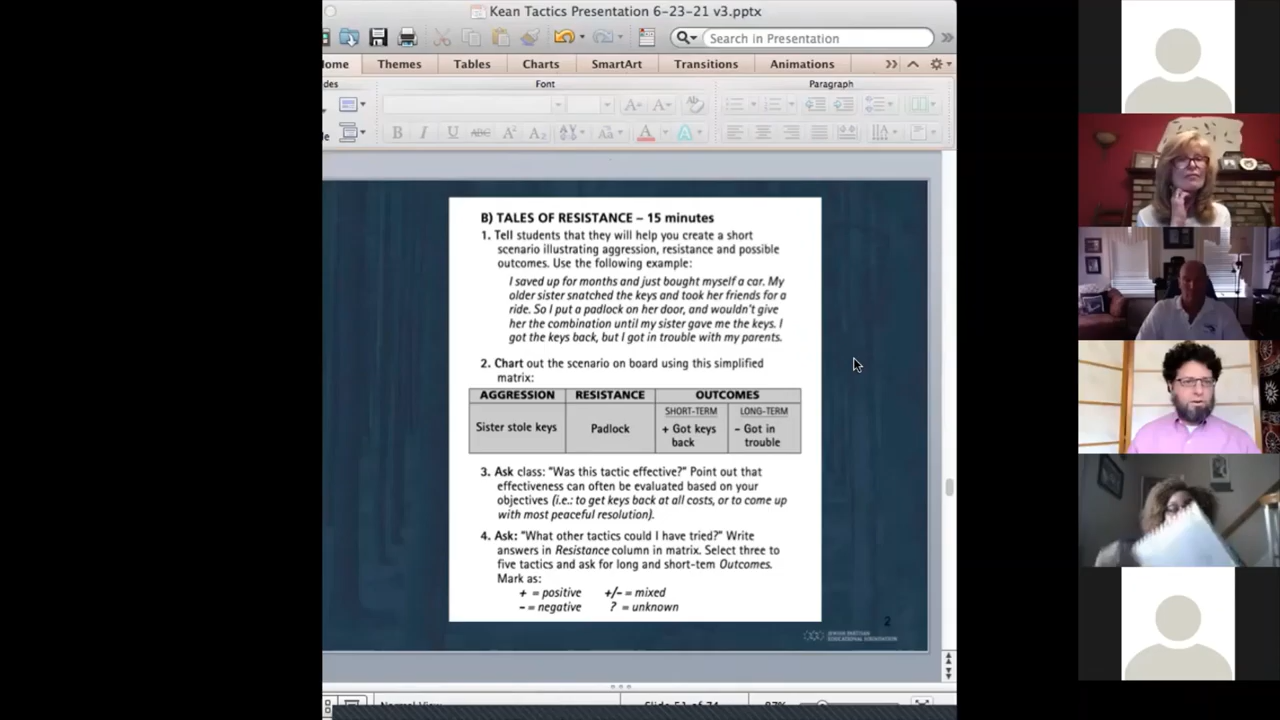 Kean Tactics Presentation 6-23-21 v3.pptx
Search in Presentation
ome
Themes
Tables
Charts
SmartArt
Transitions
Animations
Font
Paragraph
B) TALES OF RESISTANCE – 15 minutes
1. Tell students that they will help you create a short
scenario illustrating aggression, resistance and possible
outcomes. Use the following example:
I saved up for months and just bought myself a car. My
older sister snatched the keys and took her friends for a
ride. So I put a padlock on her door, and wouldn't give
her the combination until my sister gave me the keys. I
got the keys back, but I got in trouble with my parents.
2. Chart out the scenario on board using this simplified
matrix:
AGGRESSION RESISTANCE OUTCOMES
SHORT-TERM LONG-TERM
Sister stole keys Padlock + Got keys back – Got in trouble
3. Ask class: "Was this tactic effective?" Point out that
effectiveness can often be evaluated based on your
objectives (i.e.: to get keys back at all costs, or to come up
with most peaceful resolution).
4. Ask: "What other tactics could I have tried?" Write
answers in Resistance column in matrix. Select three to
five tactics and ask for long and short-tem Outcomes.
Mark as:
+ = positive +/– = mixed
– = negative ? = unknown
2
JEWISH PARTISAN
EDUCATIONAL FOUNDATION